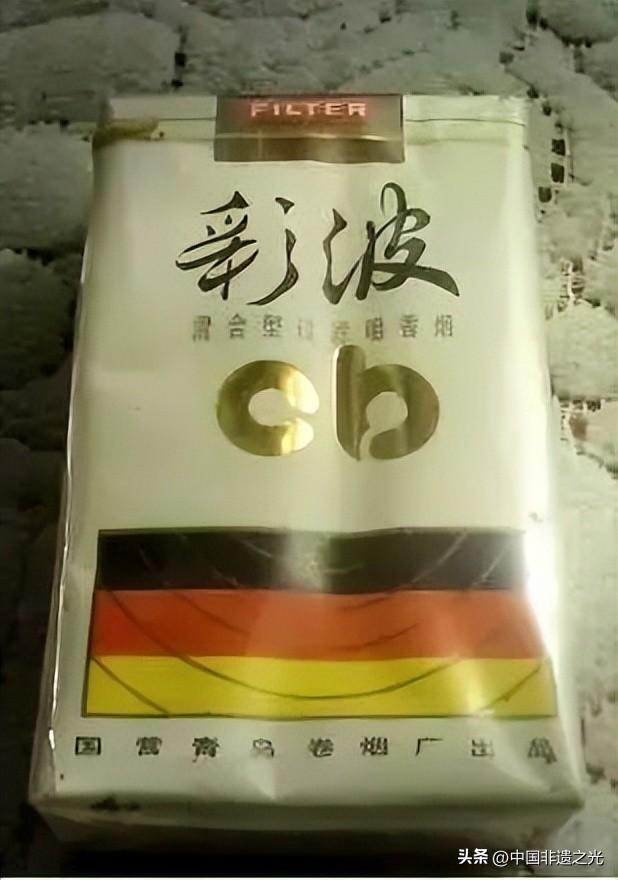 FILTER
彩波
混合型过滤嘴香烟
cb
国营青岛卷烟厂出品
头条 @中国非遗之光